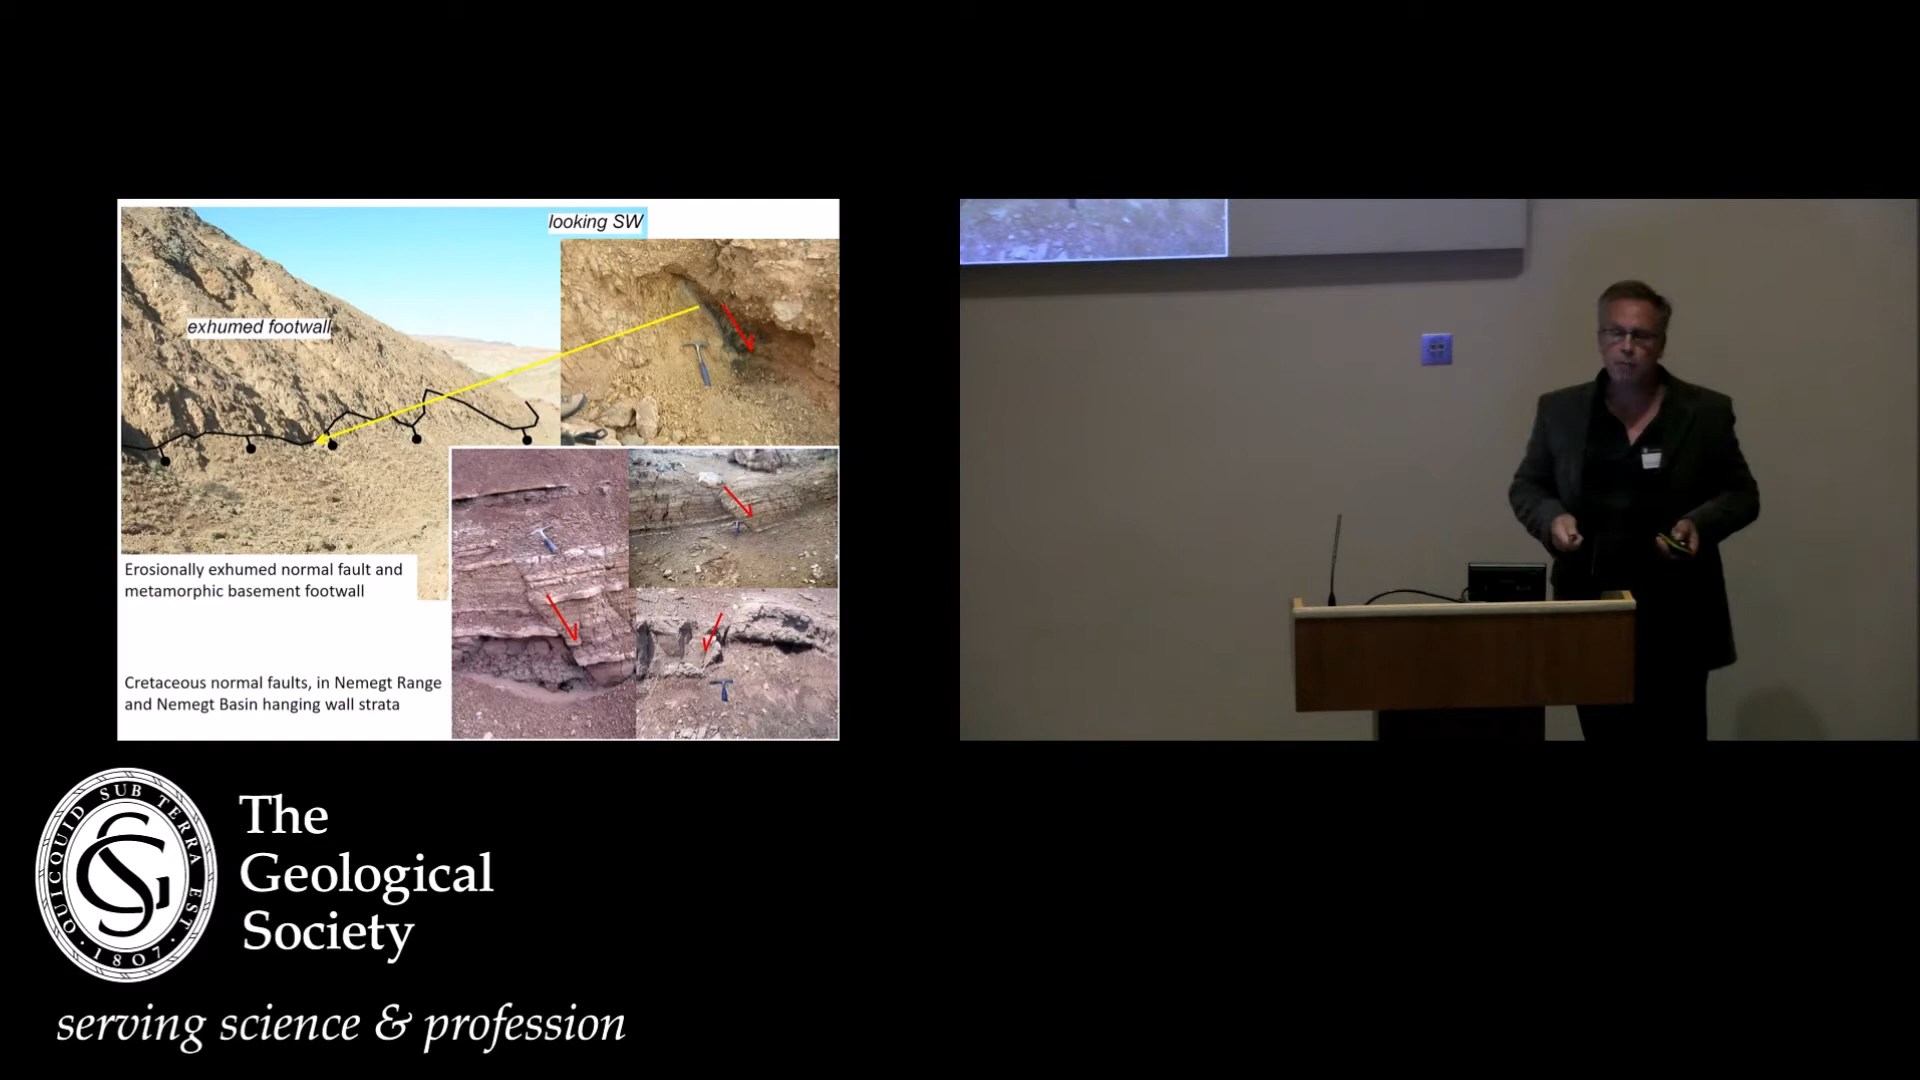 looking SW
exhumed footwall
Erosionally exhumed normal fault and
metamorphic basement footwall
Cretaceous normal faults, in Nemegt Range
and Nemegt Basin hanging wall strata
QUICQUID SUB TERRA EST
1807
The
Geological
Society
serving science & profession